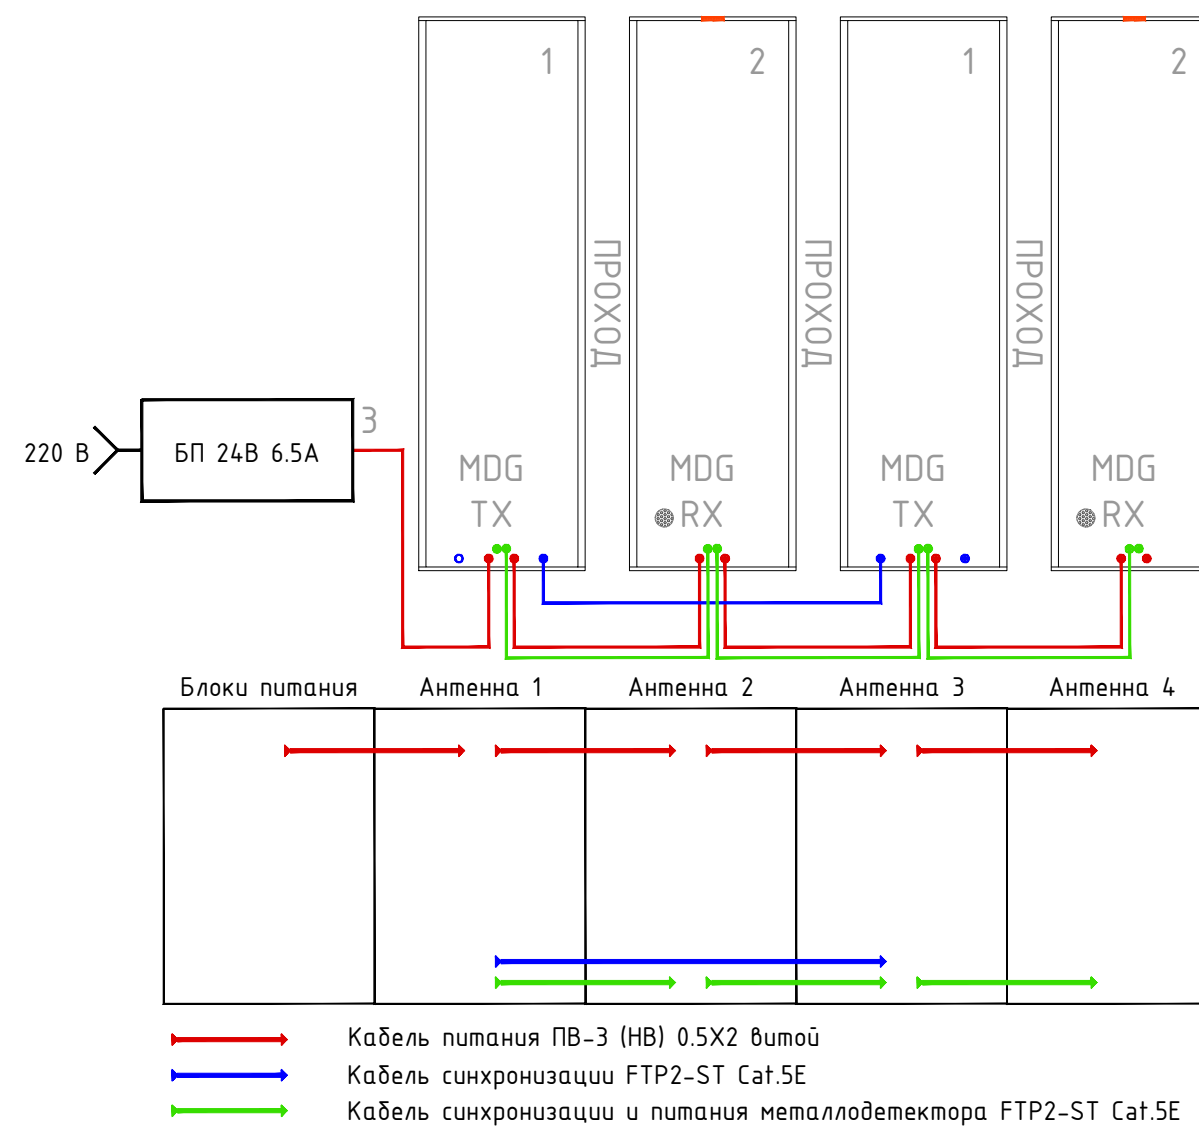 1
2
1
2
ПРОХОД
ПРОХОД
ПРОХОД
3
220 В
БП 24В 6.5А
MDG
TX
MDG
RX
MDG
TX
MDG
RX
Блоки питания
Антенна 1
Антенна 2
Антенна 3
Антенна 4
Кабель питания ПВ-3 (НВ) 0.5Х2 витой
Кабель синхронизации FTP2-ST Cat.5E
Кабель синхронизации и питания металлодетектора FTP2-ST Cat.5E